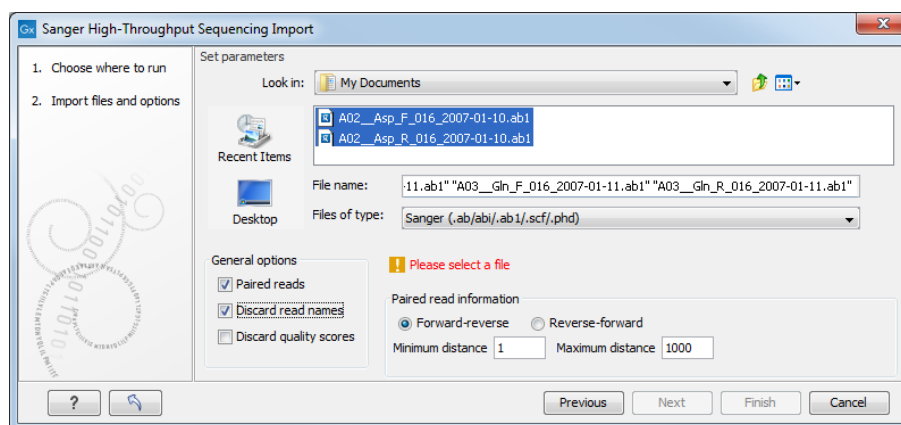 Gx Sanger High-Throughput Sequencing Import
1. Choose where to run
2. Import files and options
Set parameters
Look in: My Documents
A02__Asp_F_016_2007-01-10.ab1
A02__Asp_R_016_2007-01-10.ab1
Recent Items
Desktop
File name: -11.ab1" "A03__Gln_F_016_2007-01-11.ab1" "A03__Gln_R_016_2007-01-11.ab1"
Files of type: Sanger (.ab/abi/.ab1/.scf/.phd)
General options
Paired reads
Discard read names
Discard quality scores
! Please select a file
Paired read information
Forward-reverse Reverse-forward
Minimum distance 1 Maximum distance 1000
? Previous Next Finish Cancel